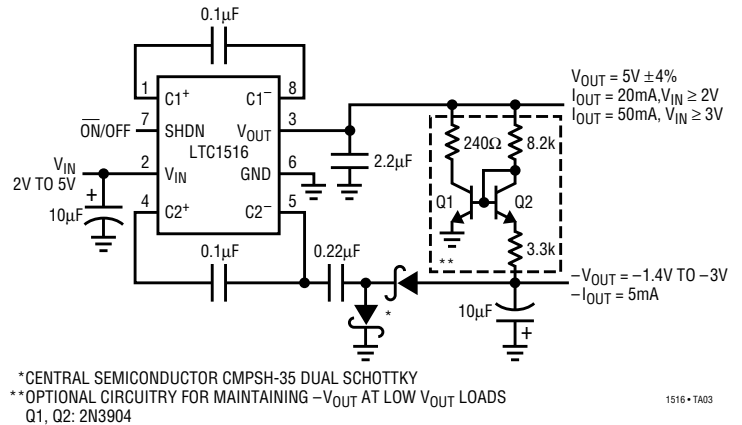 0.1µF
1
C1⁺
C1⁻
8
V_OUT = 5V ±4%
I_OUT = 20mA,V_IN ≥ 2V
I_OUT = 50mA, V_IN ≥ 3V
O̅N̅/OFF
7
SHDN
V_OUT
3
LTC1516
V_IN
2V TO 5V
2
V_IN
GND
6
2.2µF
240Ω
8.2k
+
10µF
4
C2⁺
C2⁻
5
Q1
Q2
0.1µF
0.22µF
**
3.3k
–V_OUT = –1.4V TO –3V
–I_OUT = 5mA
*
10µF
+
*CENTRAL SEMICONDUCTOR CMPSH-35 DUAL SCHOTTKY
**OPTIONAL CIRCUITRY FOR MAINTAINING –V_OUT AT LOW V_OUT LOADS
Q1, Q2: 2N3904
1516 • TA03